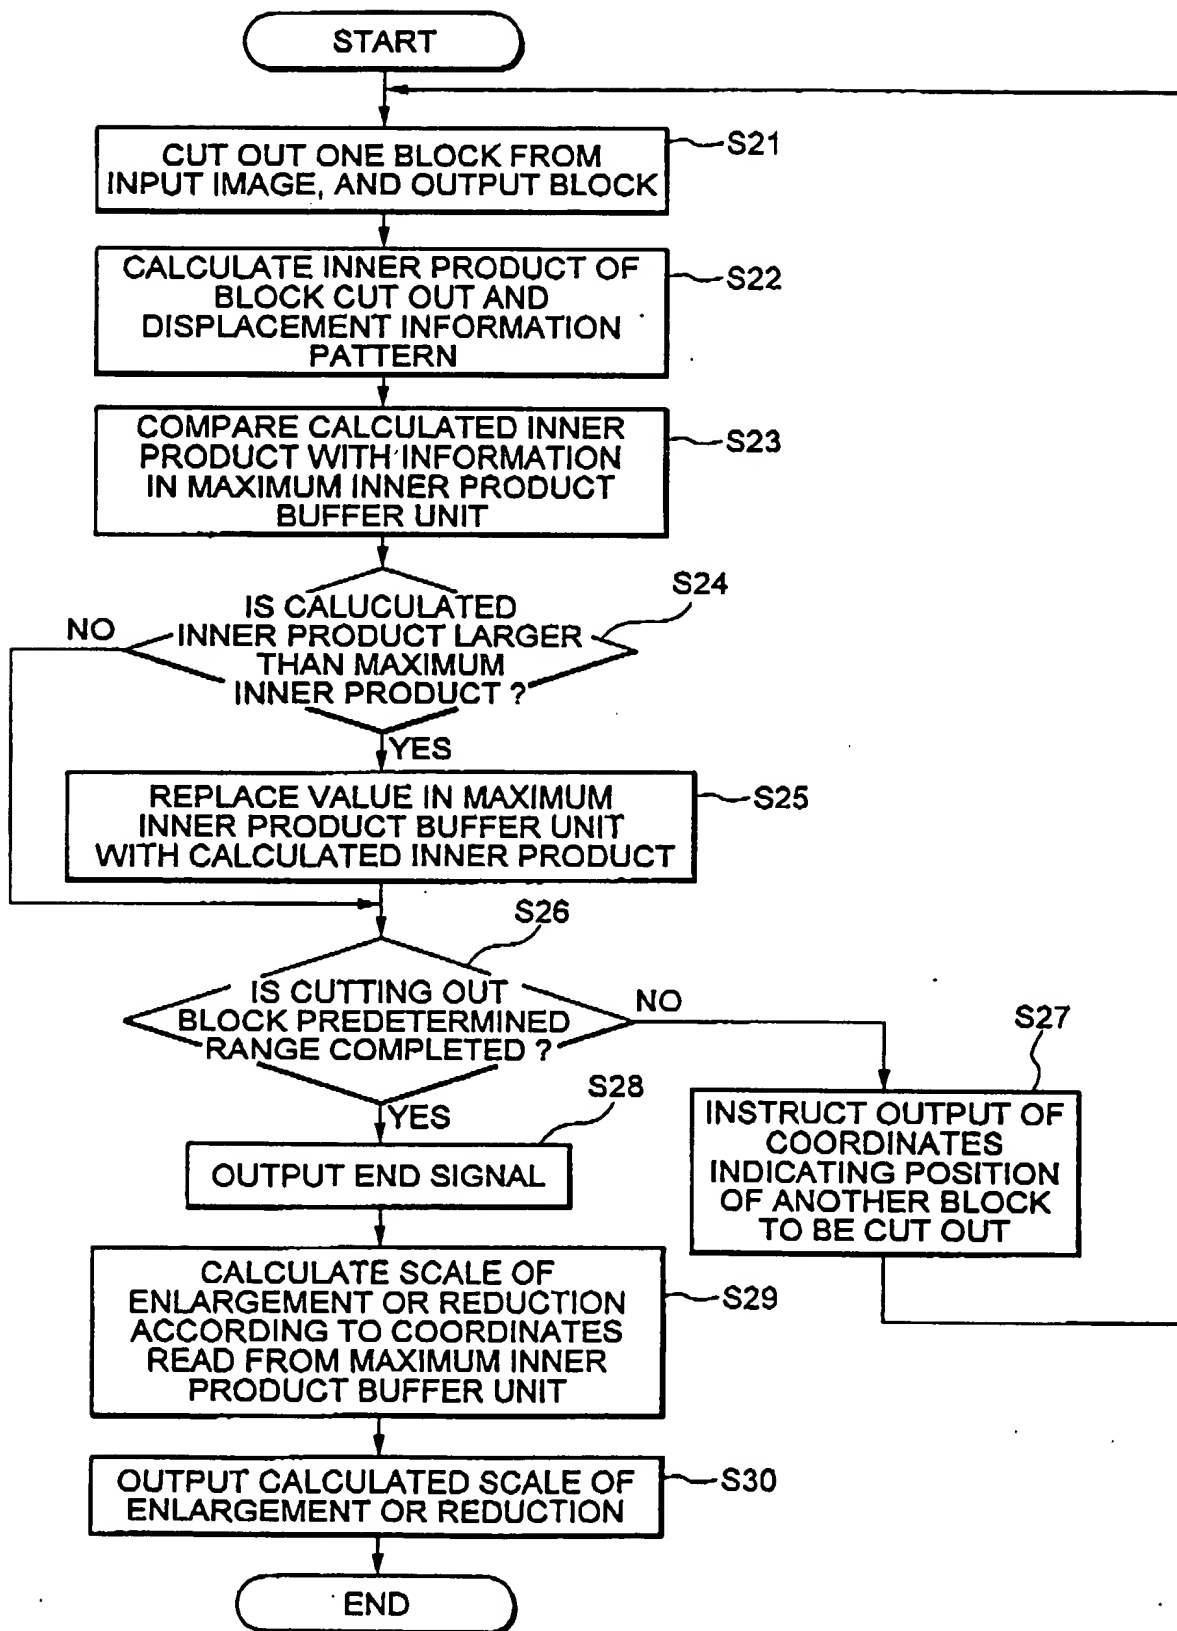 START
CUT OUT ONE BLOCK FROM
INPUT IMAGE, AND OUTPUT BLOCK
S21
CALCULATE INNER PRODUCT OF
BLOCK CUT OUT AND
DISPLACEMENT INFORMATION
PATTERN
S22
COMPARE CALCULATED INNER
PRODUCT WITH INFORMATION
IN MAXIMUM INNER PRODUCT
BUFFER UNIT
S23
IS CALUCULATED
INNER PRODUCT LARGER
THAN MAXIMUM
INNER PRODUCT ?
S24
NO
YES
REPLACE VALUE IN MAXIMUM
INNER PRODUCT BUFFER UNIT
WITH CALCULATED INNER PRODUCT
S25
IS CUTTING OUT
BLOCK PREDETERMINED
RANGE COMPLETED ?
S26
NO
YES
INSTRUCT OUTPUT OF
COORDINATES
INDICATING POSITION
OF ANOTHER BLOCK
TO BE CUT OUT
S27
OUTPUT END SIGNAL
S28
CALCULATE SCALE OF
ENLARGEMENT OR REDUCTION
ACCORDING TO COORDINATES
READ FROM MAXIMUM INNER
PRODUCT BUFFER UNIT
S29
OUTPUT CALCULATED SCALE OF
ENLARGEMENT OR REDUCTION
S30
END